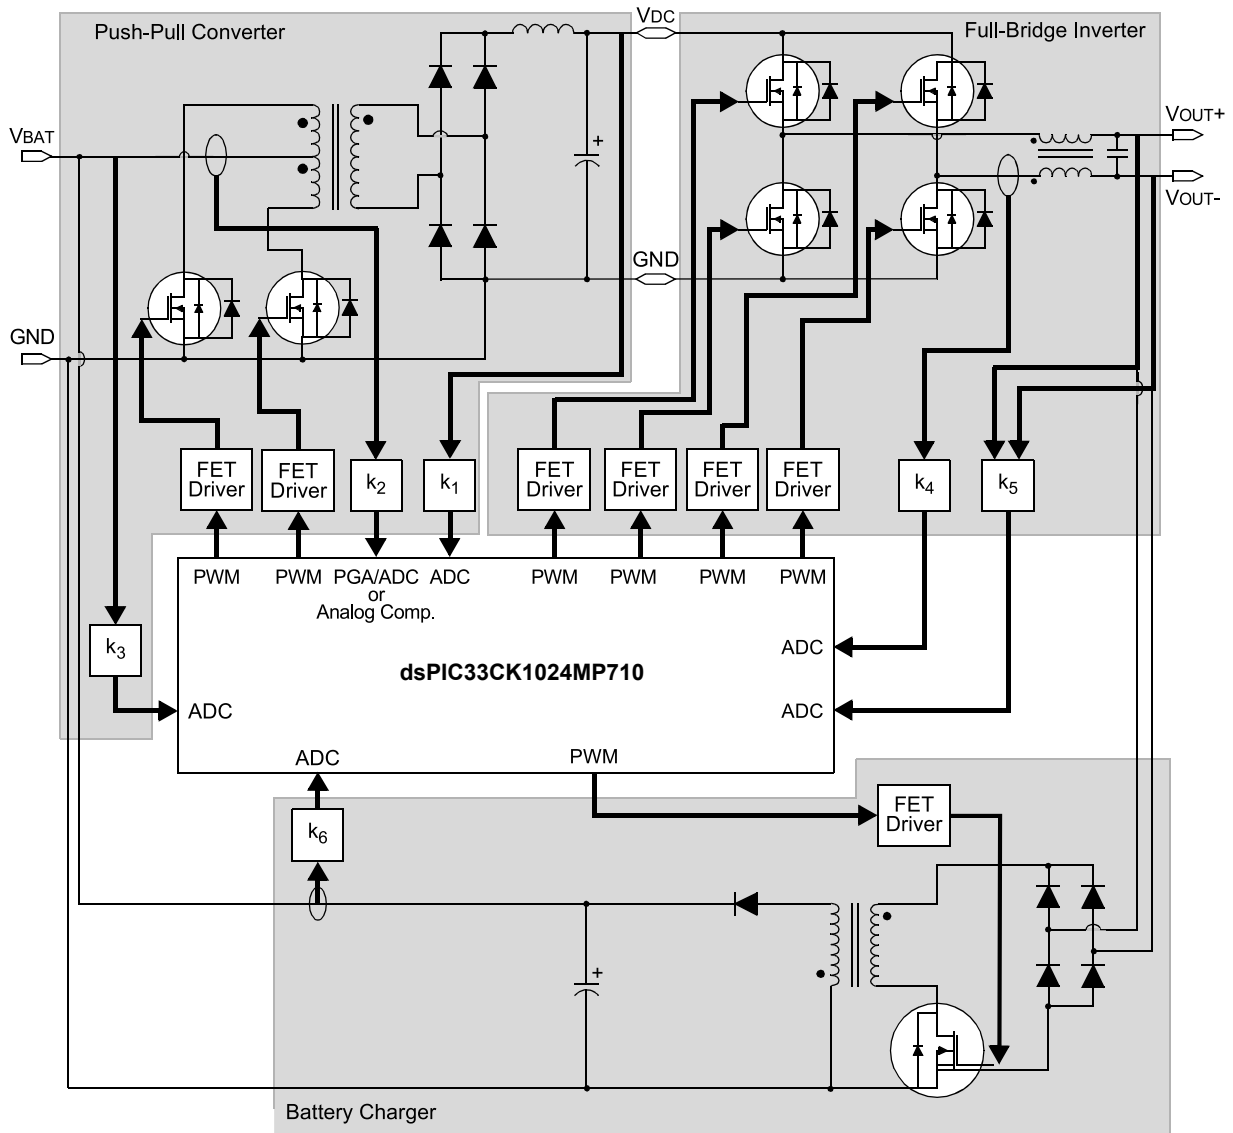 Push-Pull Converter
VDC
Full-Bridge Inverter
VBAT
+
VOUT+
VOUT-
GND
GND
FET
Driver
FET
Driver
k2
k1
FET
Driver
FET
Driver
FET
Driver
FET
Driver
k4
k5
PWM
PWM
PGA/ADC
or
Analog Comp.
ADC
PWM
PWM
PWM
PWM
k3
ADC
dsPIC33CK1024MP710
ADC
ADC
ADC
PWM
FET
Driver
k6
+
Battery Charger